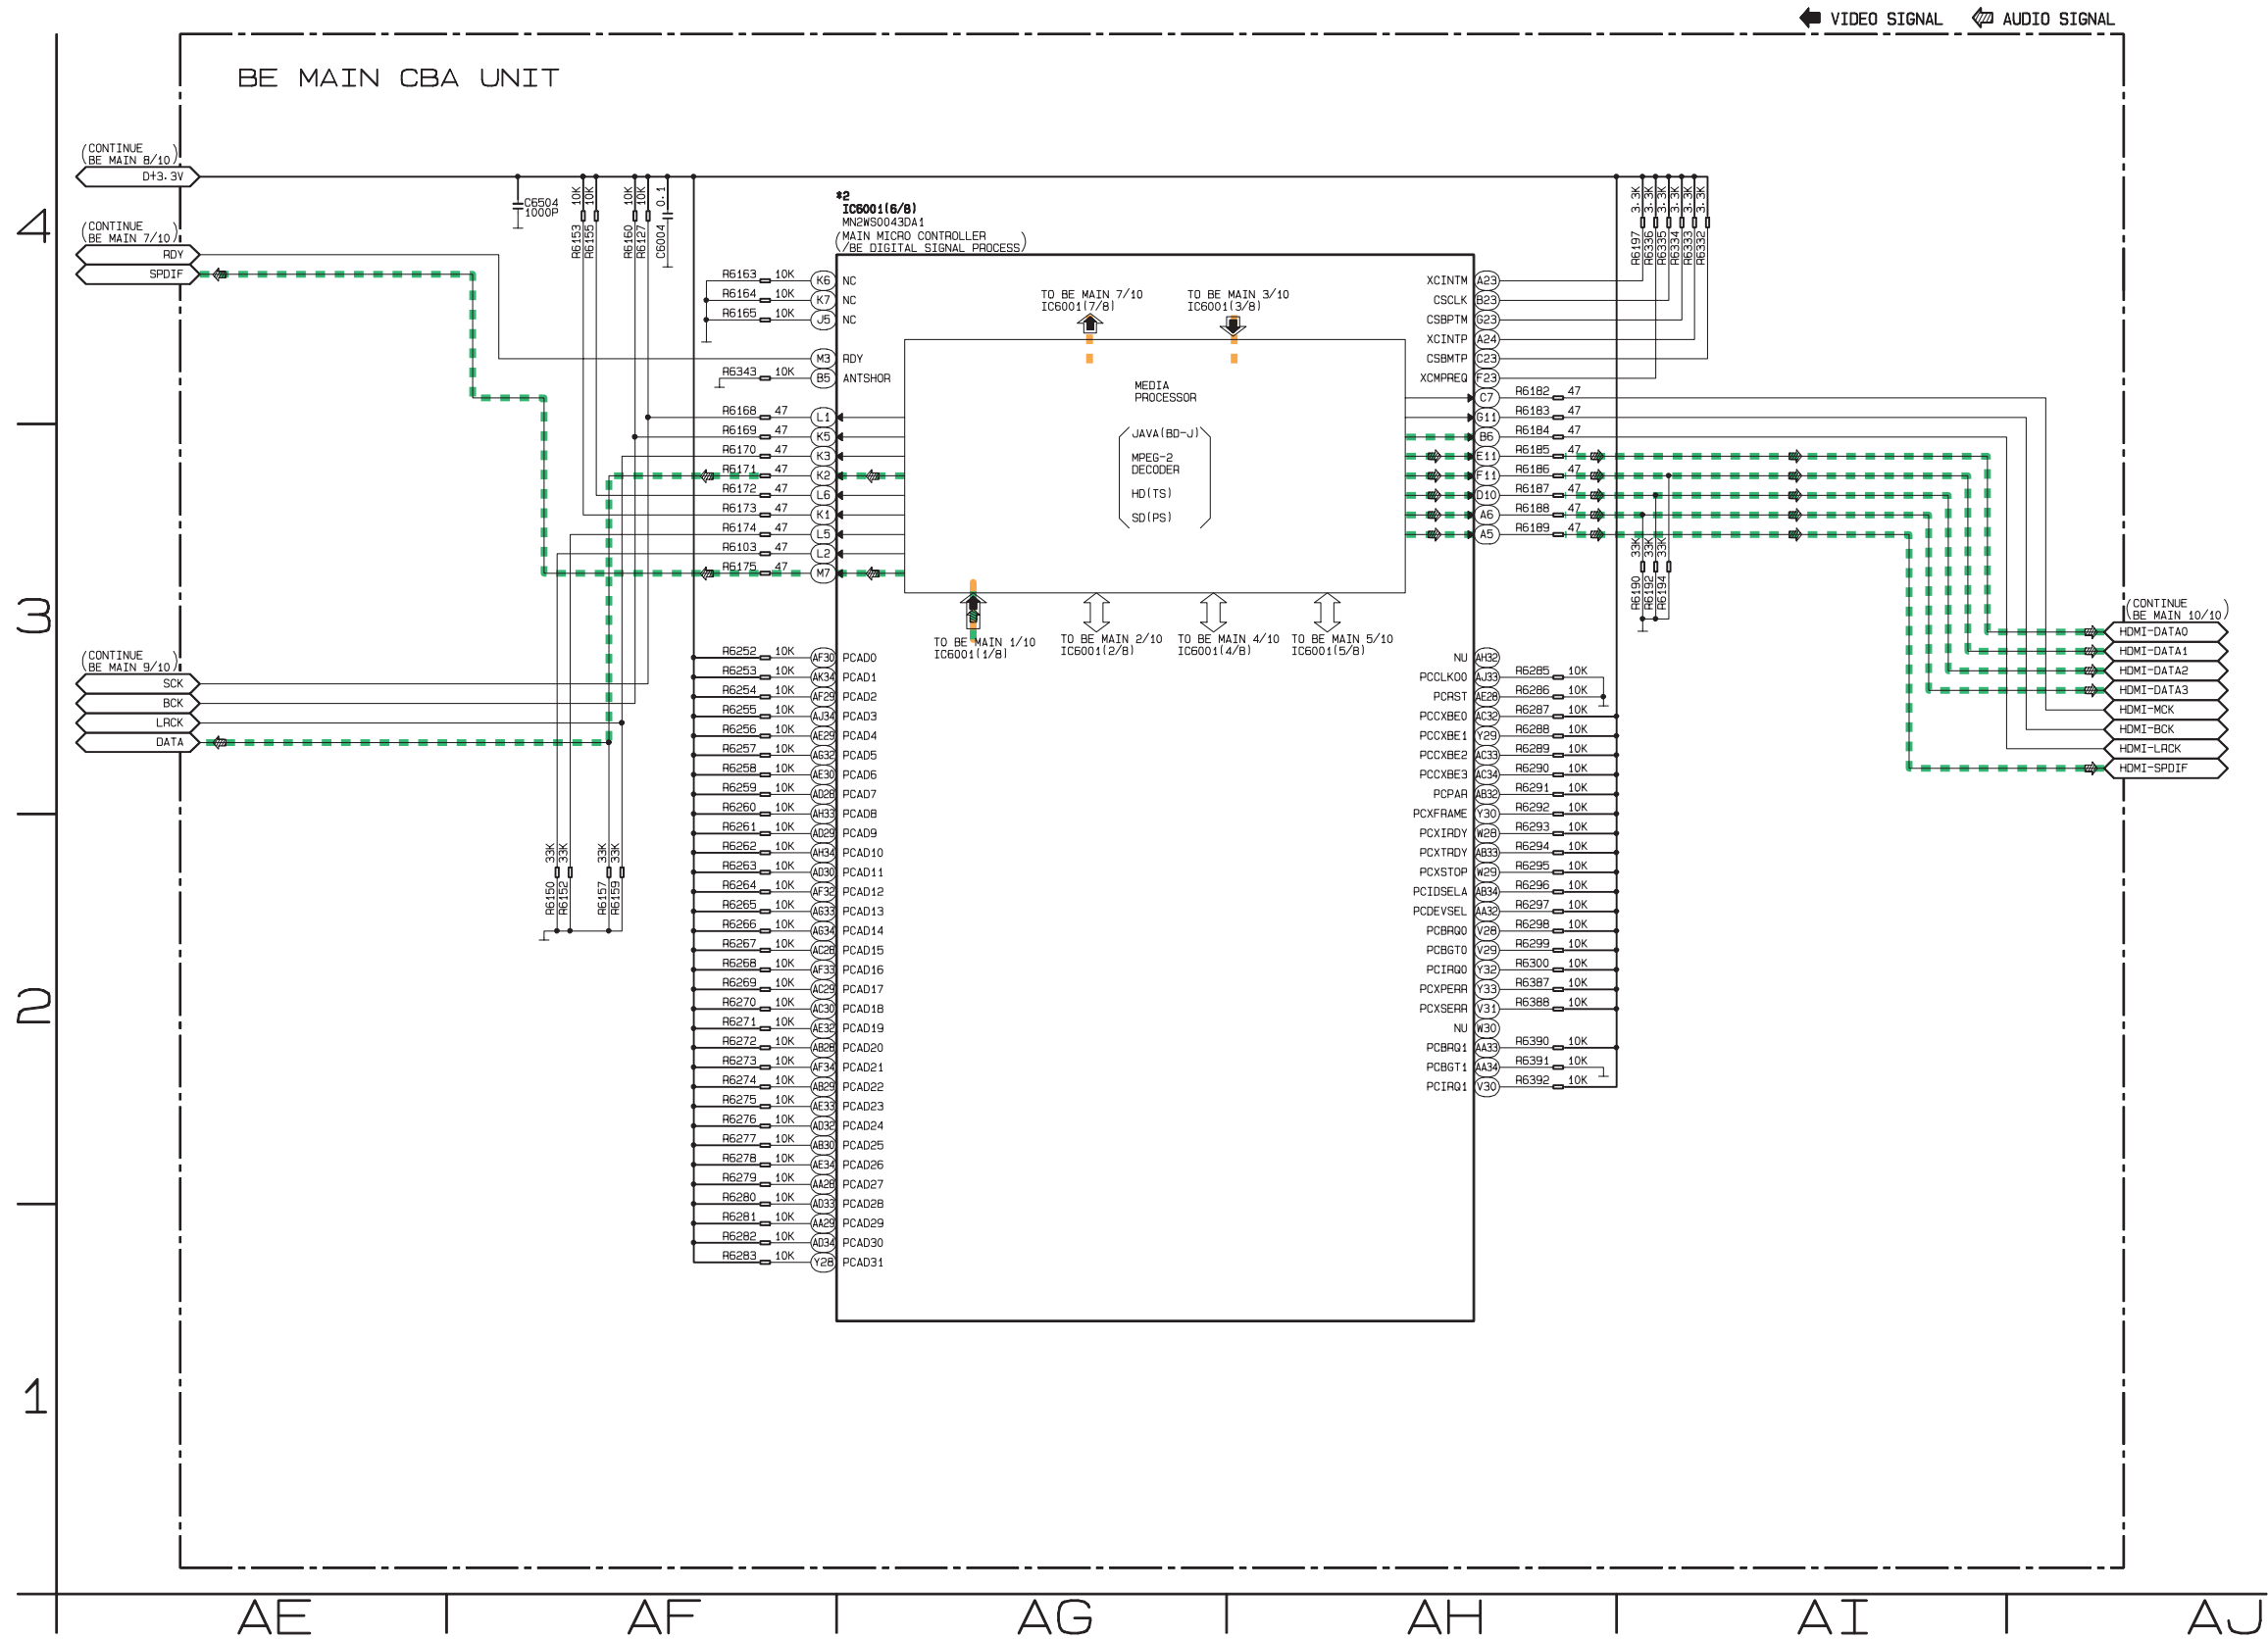 VIDEO SIGNAL AUDIO SIGNAL
BE MAIN CBA UNIT
(CONTINUE
BE MAIN 8/10)
D+3.3V
(CONTINUE
BE MAIN 7/10)
RDY
SPDIF
C6504
1000P
R6153 10K
R6155 10K
R6160 10K
R6127 10K
C6004 0.1
*2
IC6001(6/8)
MN2WS0043DA1
(MAIN MICRO CONTROLLER
/BE DIGITAL SIGNAL PROCESS)
R6197 3.3K
R6336 3.3K
R6335 3.3K
R6334 3.3K
R6333 3.3K
R6332 3.3K
R6163 10K K6 NC
R6164 10K K7 NC
R6165 10K J5 NC
M3 RDY
R6343 10K B5 ANTSHOR
R6168 47 L1
R6169 47 K5
R6170 47 K3
R6171 47 K2
R6172 47 L6
R6173 47 K1
R6174 47 L5
R6103 47 L2
R6175 47 M7
TO BE MAIN 7/10
IC6001(7/8)
TO BE MAIN 3/10
IC6001(3/8)
MEDIA
PROCESSOR
JAVA(BD-J)
MPEG-2
DECODER
HD(TS)
SD(PS)
TO BE MAIN 1/10
IC6001(1/8)
TO BE MAIN 2/10
IC6001(2/8)
TO BE MAIN 4/10
IC6001(4/8)
TO BE MAIN 5/10
IC6001(5/8)
XCINTM A23
CSCLK B23
CSBPTM G23
XCINTP A24
CSBMTP C23
XCMPREQ F23
C7 R6182 47
G11 R6183 47
B6 R6184 47
E11 R6185 47
F11 R6186 47
D10 R6187 47
A6 R6188 47
A5 R6189 47
R6190 33K
R6192 33K
R6194 33K
(CONTINUE
BE MAIN 10/10)
HDMI-DATA0
HDMI-DATA1
HDMI-DATA2
HDMI-DATA3
HDMI-MCK
HDMI-BCK
HDMI-LRCK
HDMI-SPDIF
(CONTINUE
BE MAIN 9/10)
SCK
BCK
LRCK
DATA
R6150 33K
R6152 33K
R6157 33K
R6159 33K
R6252 10K AF30 PCAD0
R6253 10K AK34 PCAD1
R6254 10K AF29 PCAD2
R6255 10K AJ34 PCAD3
R6256 10K AE29 PCAD4
R6257 10K AG32 PCAD5
R6258 10K AE30 PCAD6
R6259 10K AD28 PCAD7
R6260 10K AH33 PCAD8
R6261 10K AD29 PCAD9
R6262 10K AH34 PCAD10
R6263 10K AD30 PCAD11
R6264 10K AF32 PCAD12
R6265 10K AG33 PCAD13
R6266 10K AG34 PCAD14
R6267 10K AC28 PCAD15
R6268 10K AF33 PCAD16
R6269 10K AC29 PCAD17
R6270 10K AC30 PCAD18
R6271 10K AE32 PCAD19
R6272 10K AB28 PCAD20
R6273 10K AF34 PCAD21
R6274 10K AB29 PCAD22
R6275 10K AE33 PCAD23
R6276 10K AD32 PCAD24
R6277 10K AB30 PCAD25
R6278 10K AE34 PCAD26
R6279 10K AA28 PCAD27
R6280 10K AD33 PCAD28
R6281 10K AA29 PCAD29
R6282 10K AD34 PCAD30
R6283 10K Y28 PCAD31
NU AH32
PCCLKO0 AJ33 R6285 10K
PCRST AE28 R6286 10K
PCCXBE0 AC32 R6287 10K
PCCXBE1 Y29 R6288 10K
PCCXBE2 AC33 R6289 10K
PCCXBE3 AC34 R6290 10K
PCPAR AB32 R6291 10K
PCXFRAME Y30 R6292 10K
PCXIRDY W28 R6293 10K
PCXTRDY AB33 R6294 10K
PCXSTOP W29 R6295 10K
PCIDSELA AB34 R6296 10K
PCDEVSEL AA32 R6297 10K
PCBRQ0 V28 R6298 10K
PCBGT0 V29 R6299 10K
PCIRQ0 Y32 R6300 10K
PCXPERR Y33 R6387 10K
PCXSERR V31 R6388 10K
NU W30
PCBRQ1 AA33 R6390 10K
PCBGT1 AA34 R6391 10K
PCIRQ1 V30 R6392 10K
4
3
2
1
AE AF AG AH AI AJ